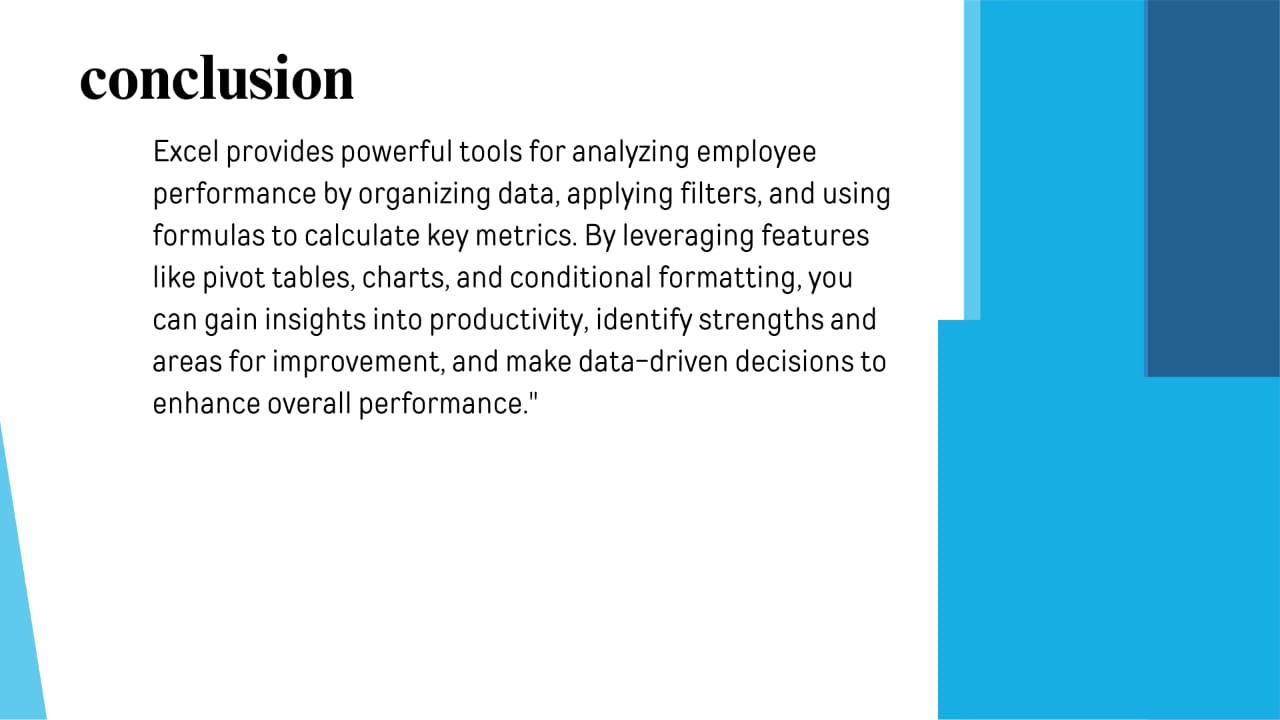 conclusion
Excel provides powerful tools for analyzing employee
performance by organizing data, applying filters, and using
formulas to calculate key metrics. By leveraging features
like pivot tables, charts, and conditional formatting, you
can gain insights into productivity, identify strengths and
areas for improvement, and make data-driven decisions to
enhance overall performance."